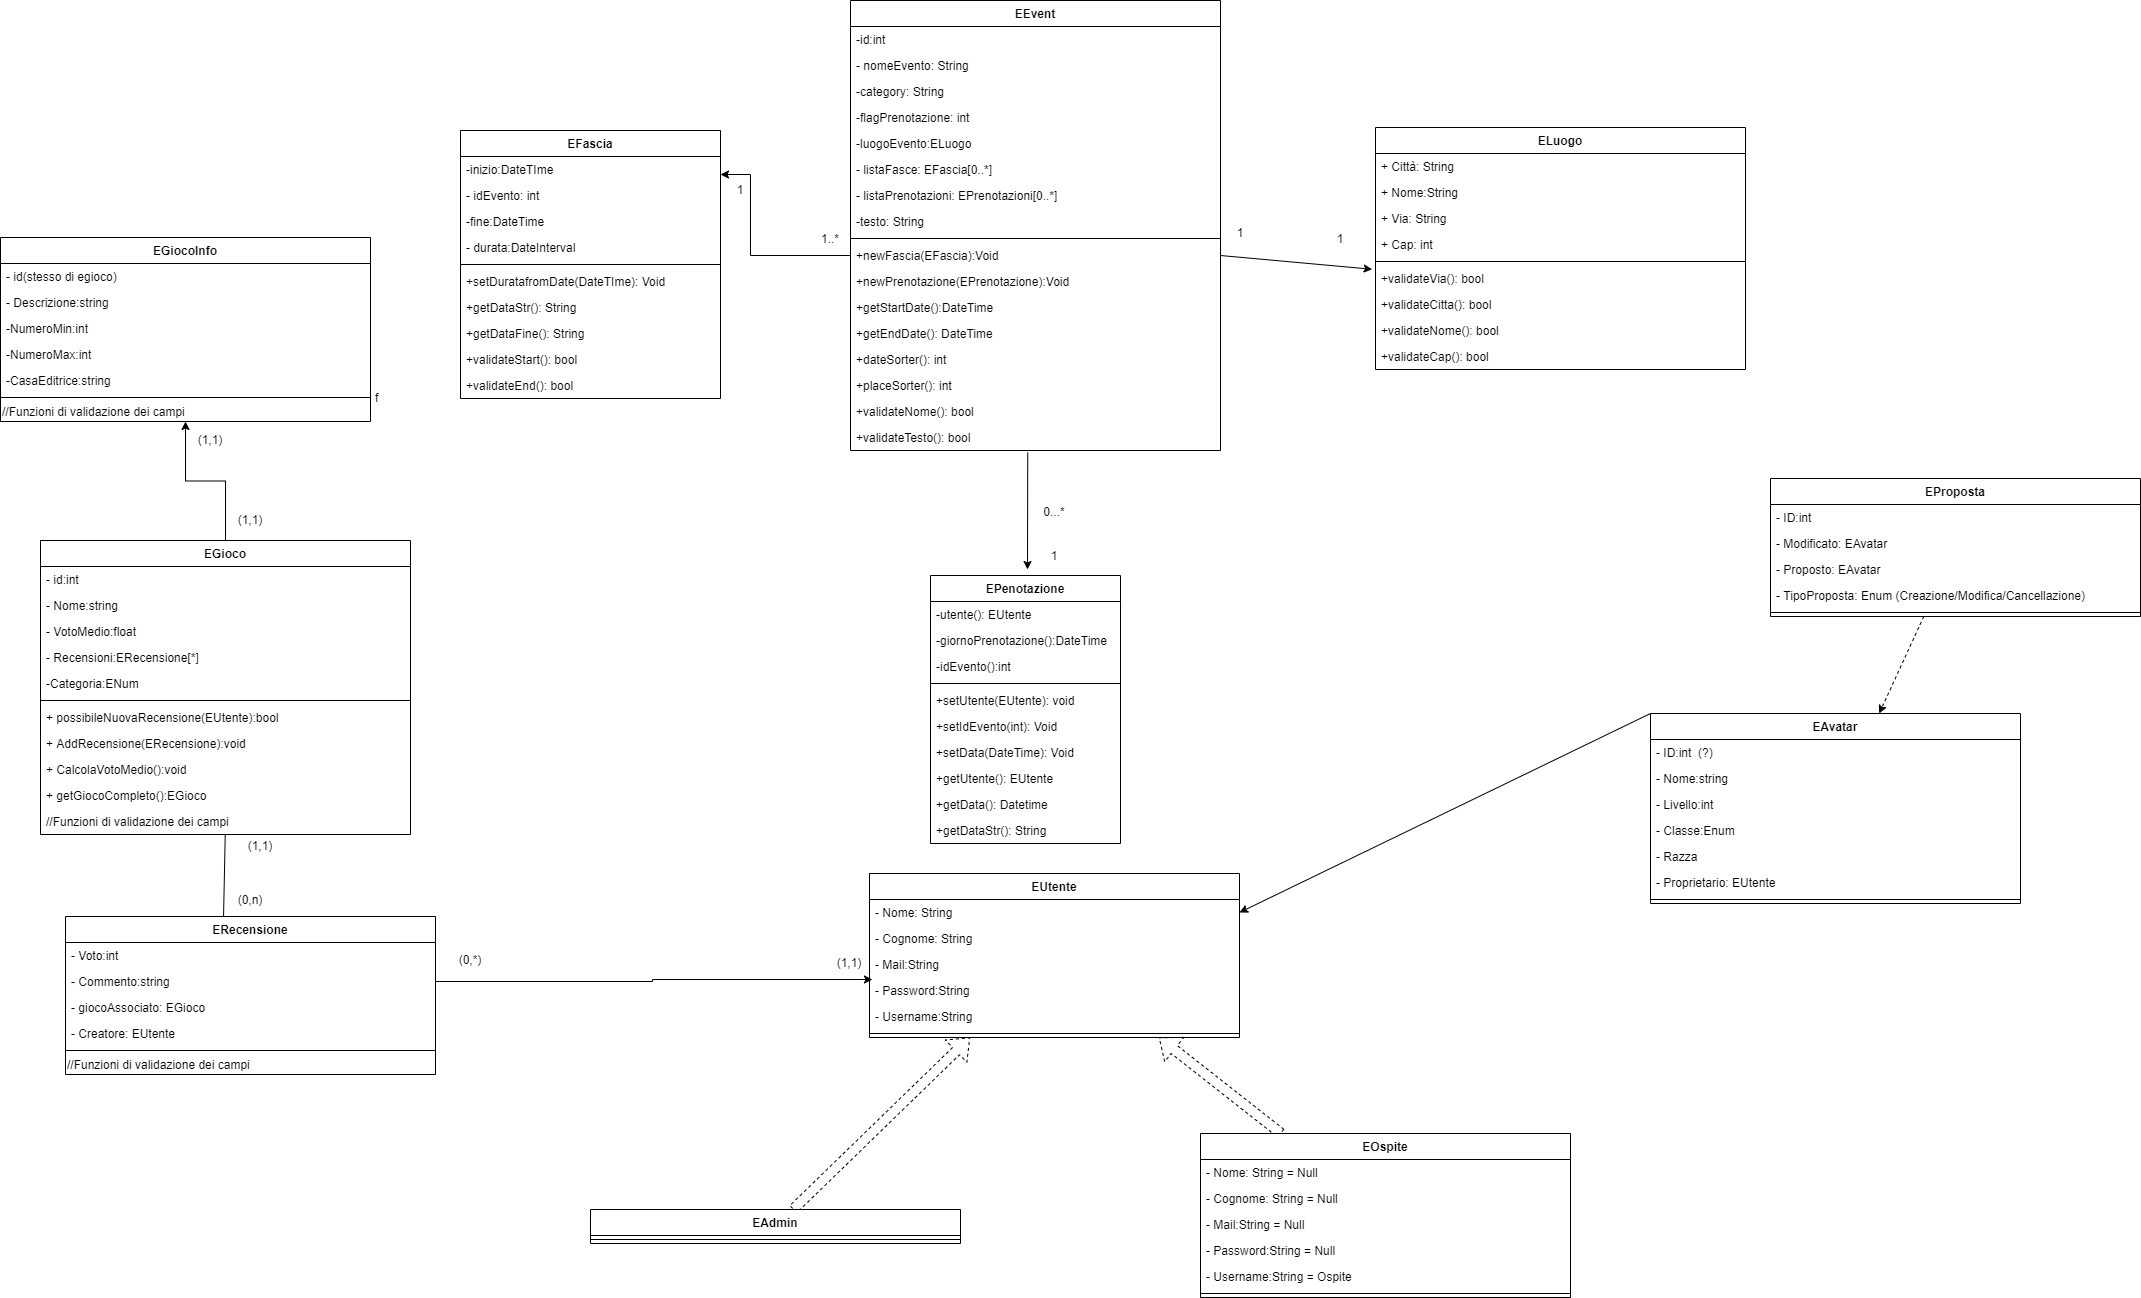 EEvent
-id:int
- nomeEvento: String
-category: String
-flagPrenotazione: int
-luogoEvento:ELuogo
- listaFasce: EFascia[0..*]
- listaPrenotazioni: EPrenotazioni[0..*]
-testo: String
+newFascia(EFascia):Void
+newPrenotazione(EPrenotazione):Void
+getStartDate():DateTime
+getEndDate(): DateTime
+dateSorter(): int
+placeSorter(): int
+validateNome(): bool
+validateTesto(): bool
EFascia
-inizio:DateTIme
- idEvento: int
-fine:DateTime
- durata:DateInterval
+setDuratafromDate(DateTIme): Void
+getDataStr(): String
+getDataFine(): String
+validateStart(): bool
+validateEnd(): bool
1
1..*
1
1
ELuogo
+ Città: String
+ Nome:String
+ Via: String
+ Cap: int
+validateVia(): bool
+validateCitta(): bool
+validateNome(): bool
+validateCap(): bool
EGiocoInfo
- id(stesso di egioco)
- Descrizione:string
-NumeroMin:int
-NumeroMax:int
-CasaEditrice:string
//Funzioni di validazione dei campi
f
(1,1)
(1,1)
EGioco
- id:int
- Nome:string
- VotoMedio:float
- Recensioni:ERecensione[*]
-Categoria:ENum
+ possibileNuovaRecensione(EUtente):bool
+ AddRecensione(ERecensione):void
+ CalcolaVotoMedio():void
+ getGiocoCompleto():EGioco
//Funzioni di validazione dei campi
(1,1)
(0,n)
ERecensione
- Voto:int
- Commento:string
- giocoAssociato: EGioco
- Creatore: EUtente
//Funzioni di validazione dei campi
(0,*)
(1,1)
0...*
1
EPenotazione
-utente(): EUtente
-giornoPrenotazione():DateTime
-idEvento():int
+setUtente(EUtente): void
+setIdEvento(int): Void
+setData(DateTime): Void
+getUtente(): EUtente
+getData(): Datetime
+getDataStr(): String
EUtente
- Nome: String
- Cognome: String
- Mail:String
- Password:String
- Username:String
EProposta
- ID:int
- Modificato: EAvatar
- Proposto: EAvatar
- TipoProposta: Enum (Creazione/Modifica/Cancellazione)
EAvatar
- ID:int  (?)
- Nome:string
- Livello:int
- Classe:Enum
- Razza
- Proprietario: EUtente
EAdmin
EOspite
- Nome: String = Null
- Cognome: String = Null
- Mail:String = Null
- Password:String = Null
- Username:String = Ospite